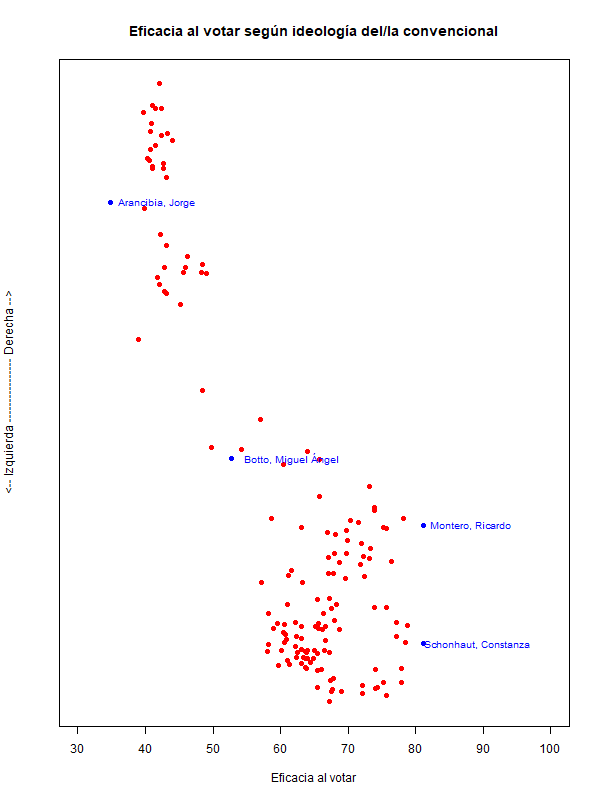 Eficacia al votar según ideología del/la convencional
<-- Izquierda ------------------------ Derecha -->
Arancibia, Jorge
Botto, Miguel Ángel
Montero, Ricardo
Schonhaut, Constanza
30 40 50 60 70 80 90 100
Eficacia al votar